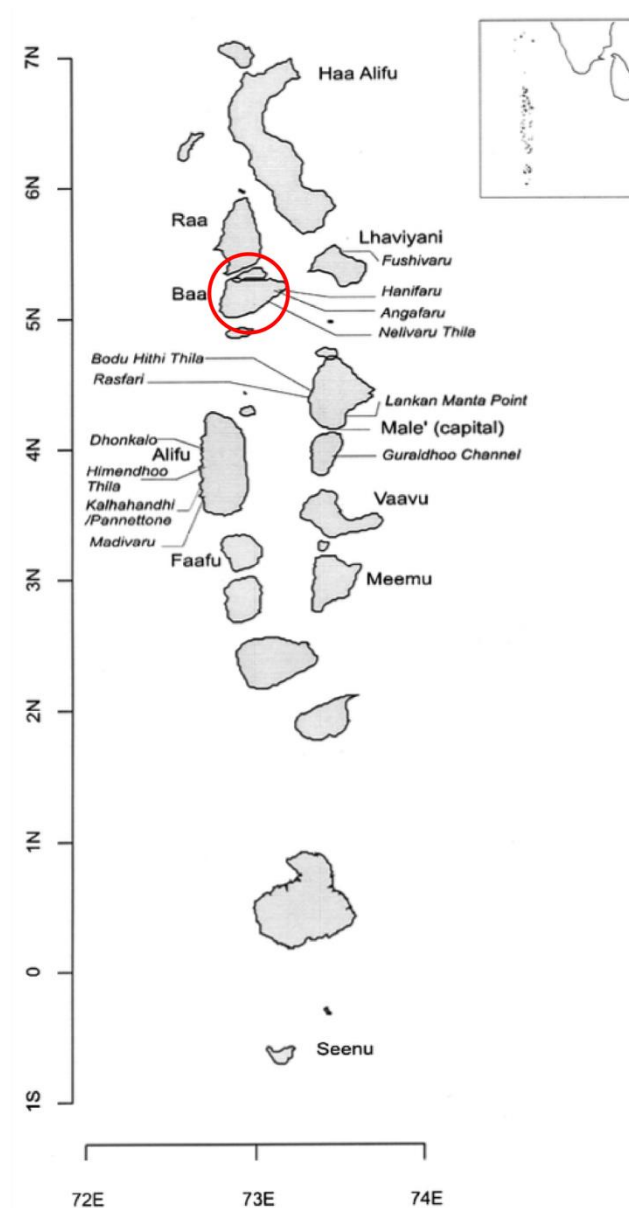 7N
Haa Alifu
6N
Raa
Lhaviyani
Fushivaru
Baa
Hanifaru
Angafaru
5N
Nelivaru Thila
Bodu Hithi Thila
Rasfari
Lankan Manta Point
Male' (capital)
4N
Dhonkalo
Alifu
Guraidhoo Channel
Himendhoo
Thila
Kalhahandhi
/Pannettone
Vaavu
Madivaru
Faafu
3N
Meemu
2N
1N
0
Seenu
1S
72E
73E
74E